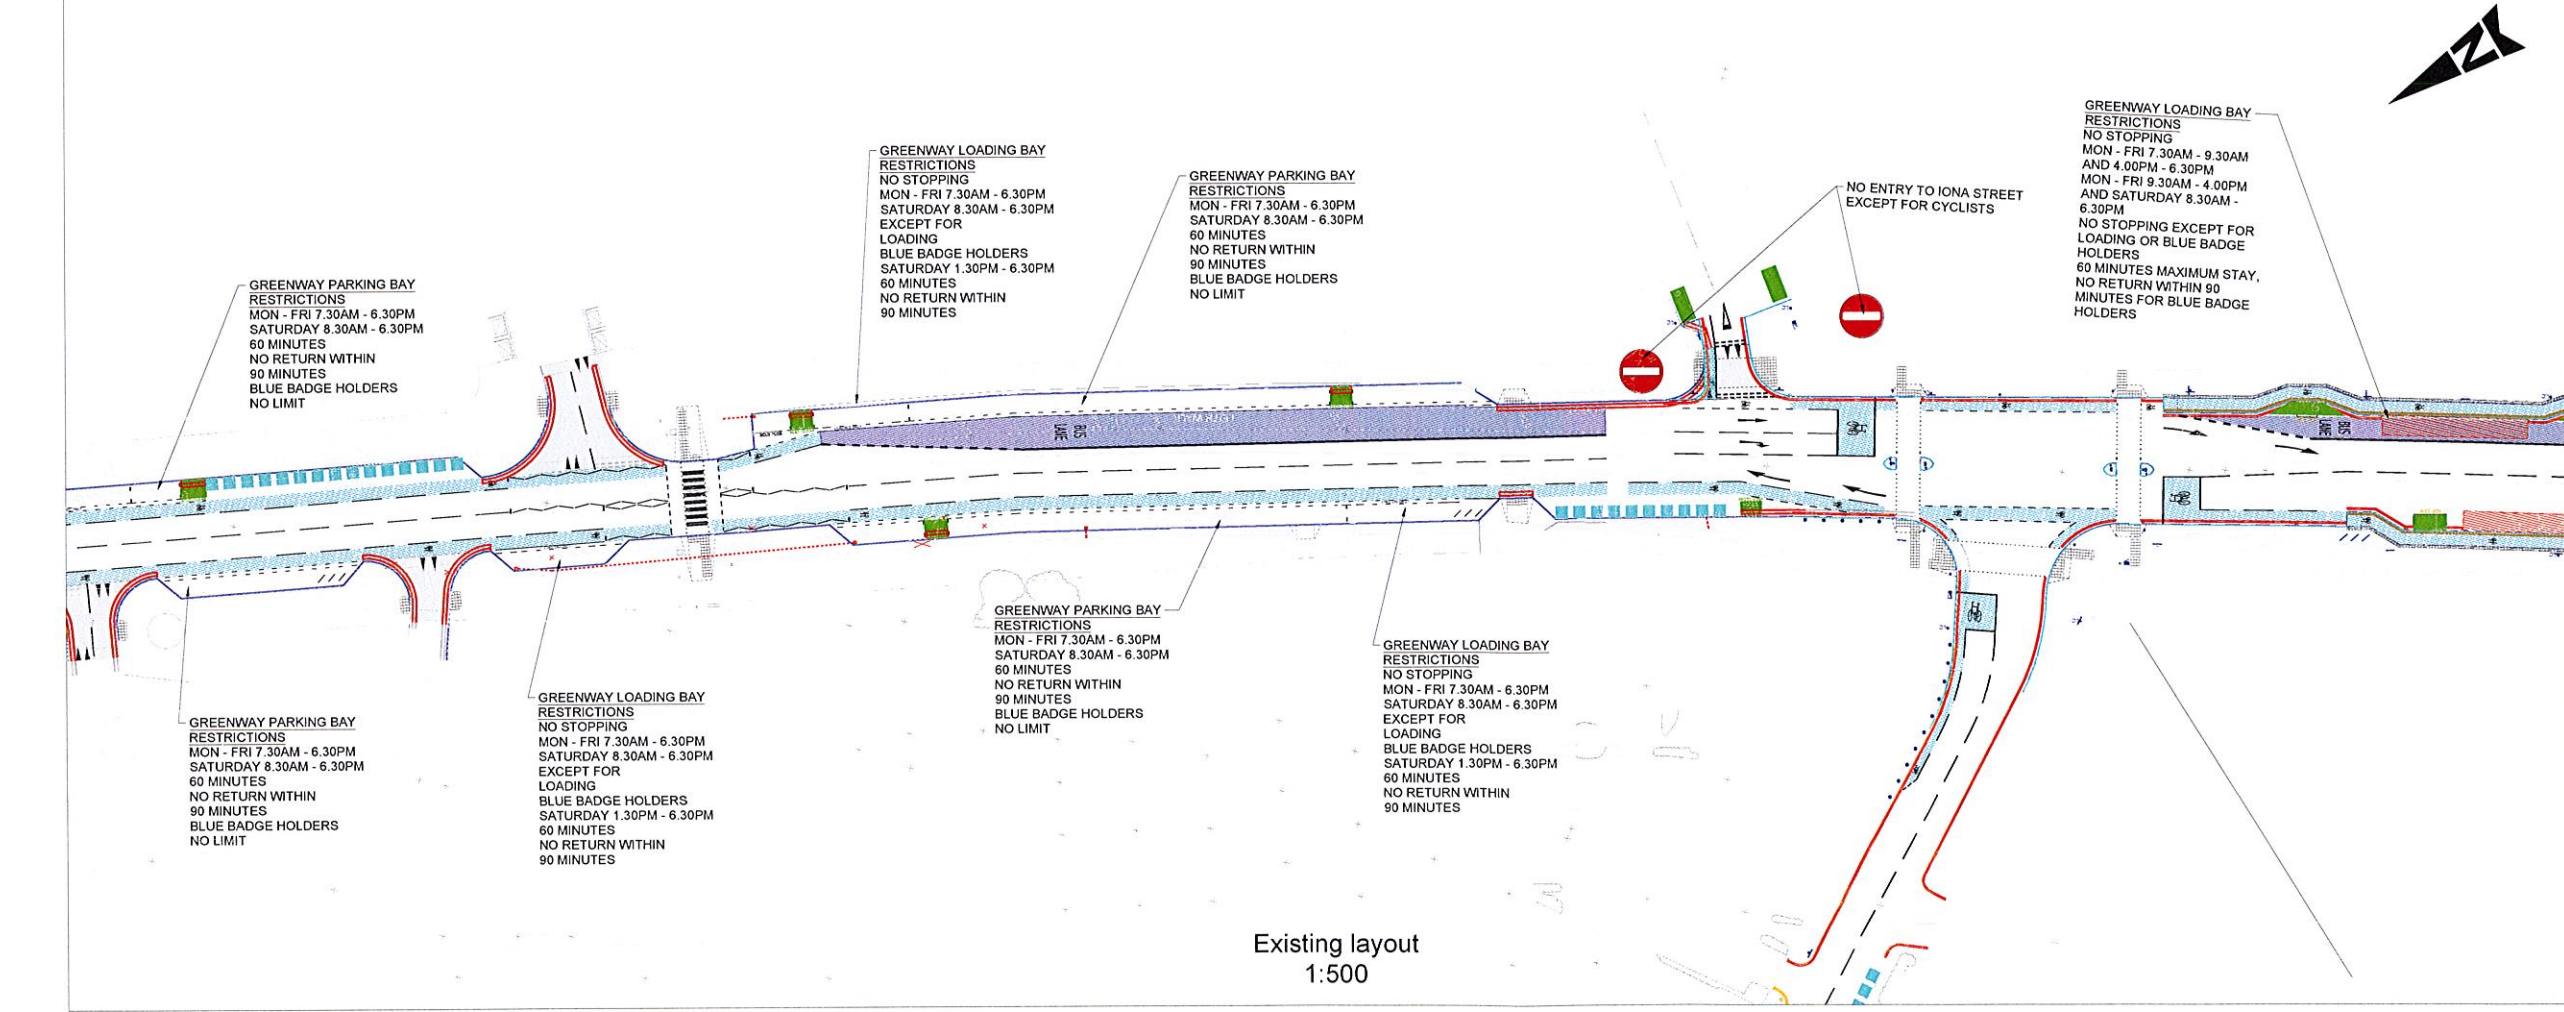 GREENWAY PARKING BAY
RESTRICTIONS
MON - FRI 7.30AM - 6.30PM
SATURDAY 8.30AM - 6.30PM
60 MINUTES
NO RETURN WITHIN
90 MINUTES
BLUE BADGE HOLDERS
NO LIMIT
GREENWAY LOADING BAY
RESTRICTIONS
NO STOPPING
MON - FRI 7.30AM - 6.30PM
SATURDAY 8.30AM - 6.30PM
EXCEPT FOR
LOADING
BLUE BADGE HOLDERS
SATURDAY 1.30PM - 6.30PM
60 MINUTES
NO RETURN WITHIN
90 MINUTES
GREENWAY PARKING BAY
RESTRICTIONS
MON - FRI 7.30AM - 6.30PM
SATURDAY 8.30AM - 6.30PM
60 MINUTES
NO RETURN WITHIN
90 MINUTES
BLUE BADGE HOLDERS
NO LIMIT
NO ENTRY TO IONA STREET
EXCEPT FOR CYCLISTS
GREENWAY LOADING BAY
RESTRICTIONS
NO STOPPING
MON - FRI 7.30AM - 9.30AM
AND 4.00PM - 6.30PM
MON - FRI 9.30AM - 4.00PM
AND SATURDAY 8.30AM -
6.30PM
NO STOPPING EXCEPT FOR
LOADING OR BLUE BADGE
HOLDERS
60 MINUTES MAXIMUM STAY,
NO RETURN WITHIN 90
MINUTES FOR BLUE BADGE
HOLDERS
N
BUS
LANE
BUS
LANE
GREENWAY PARKING BAY
RESTRICTIONS
MON - FRI 7.30AM - 6.30PM
SATURDAY 8.30AM - 6.30PM
60 MINUTES
NO RETURN WITHIN
90 MINUTES
BLUE BADGE HOLDERS
NO LIMIT
GREENWAY LOADING BAY
RESTRICTIONS
NO STOPPING
MON - FRI 7.30AM - 6.30PM
SATURDAY 8.30AM - 6.30PM
EXCEPT FOR
LOADING
BLUE BADGE HOLDERS
SATURDAY 1.30PM - 6.30PM
60 MINUTES
NO RETURN WITHIN
90 MINUTES
GREENWAY PARKING BAY
RESTRICTIONS
MON - FRI 7.30AM - 6.30PM
SATURDAY 8.30AM - 6.30PM
60 MINUTES
NO RETURN WITHIN
90 MINUTES
BLUE BADGE HOLDERS
NO LIMIT
GREENWAY LOADING BAY
RESTRICTIONS
NO STOPPING
MON - FRI 7.30AM - 6.30PM
SATURDAY 8.30AM - 6.30PM
EXCEPT FOR
LOADING
BLUE BADGE HOLDERS
SATURDAY 1.30PM - 6.30PM
60 MINUTES
NO RETURN WITHIN
90 MINUTES
Existing layout
1:500